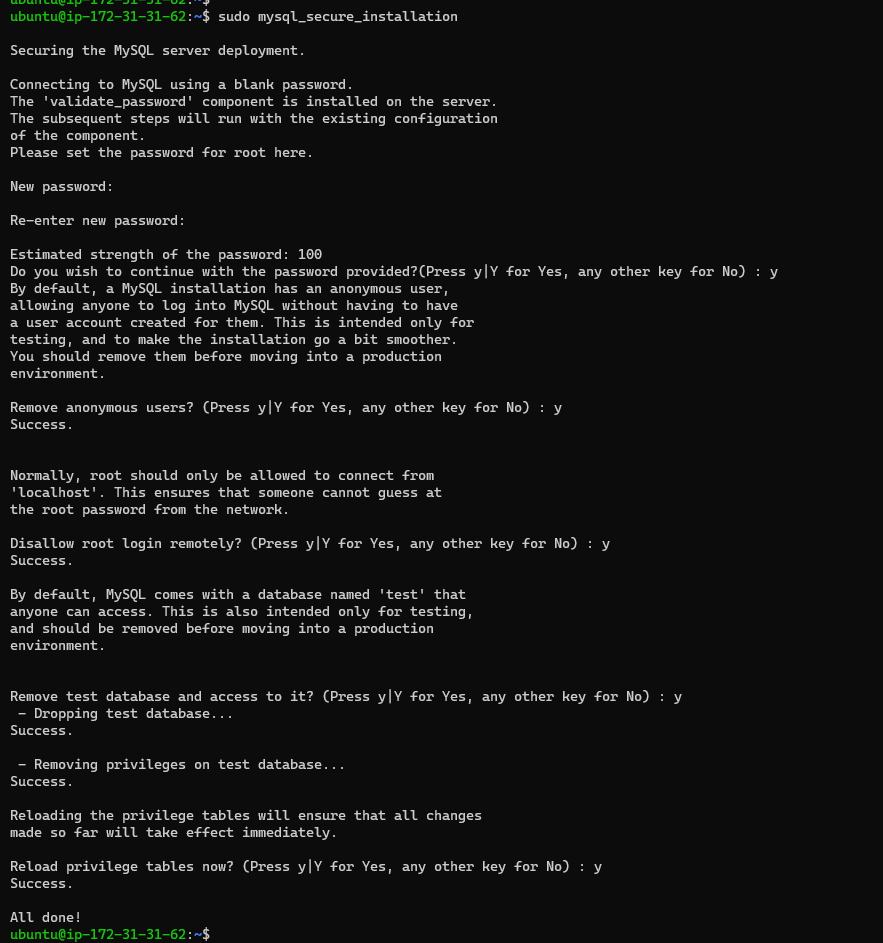 ubuntu@ip-172-31-31-62:~$
ubuntu@ip-172-31-31-62:~$ sudo mysql_secure_installation
Securing the MySQL server deployment.
Connecting to MySQL using a blank password.
The 'validate_password' component is installed on the server.
The subsequent steps will run with the existing configuration
of the component.
Please set the password for root here.
New password:
Re-enter new password:
Estimated strength of the password: 100
Do you wish to continue with the password provided?(Press y|Y for Yes, any other key for No) : y
By default, a MySQL installation has an anonymous user,
allowing anyone to log into MySQL without having to have
a user account created for them. This is intended only for
testing, and to make the installation go a bit smoother.
You should remove them before moving into a production
environment.
Remove anonymous users? (Press y|Y for Yes, any other key for No) : y
Success.
Normally, root should only be allowed to connect from
'localhost'. This ensures that someone cannot guess at
the root password from the network.
Disallow root login remotely? (Press y|Y for Yes, any other key for No) : y
Success.
By default, MySQL comes with a database named 'test' that
anyone can access. This is also intended only for testing,
and should be removed before moving into a production
environment.
Remove test database and access to it? (Press y|Y for Yes, any other key for No) : y
 - Dropping test database...
Success.
 - Removing privileges on test database...
Success.
Reloading the privilege tables will ensure that all changes
made so far will take effect immediately.
Reload privilege tables now? (Press y|Y for Yes, any other key for No) : y
Success.
All done!
ubuntu@ip-172-31-31-62:~$